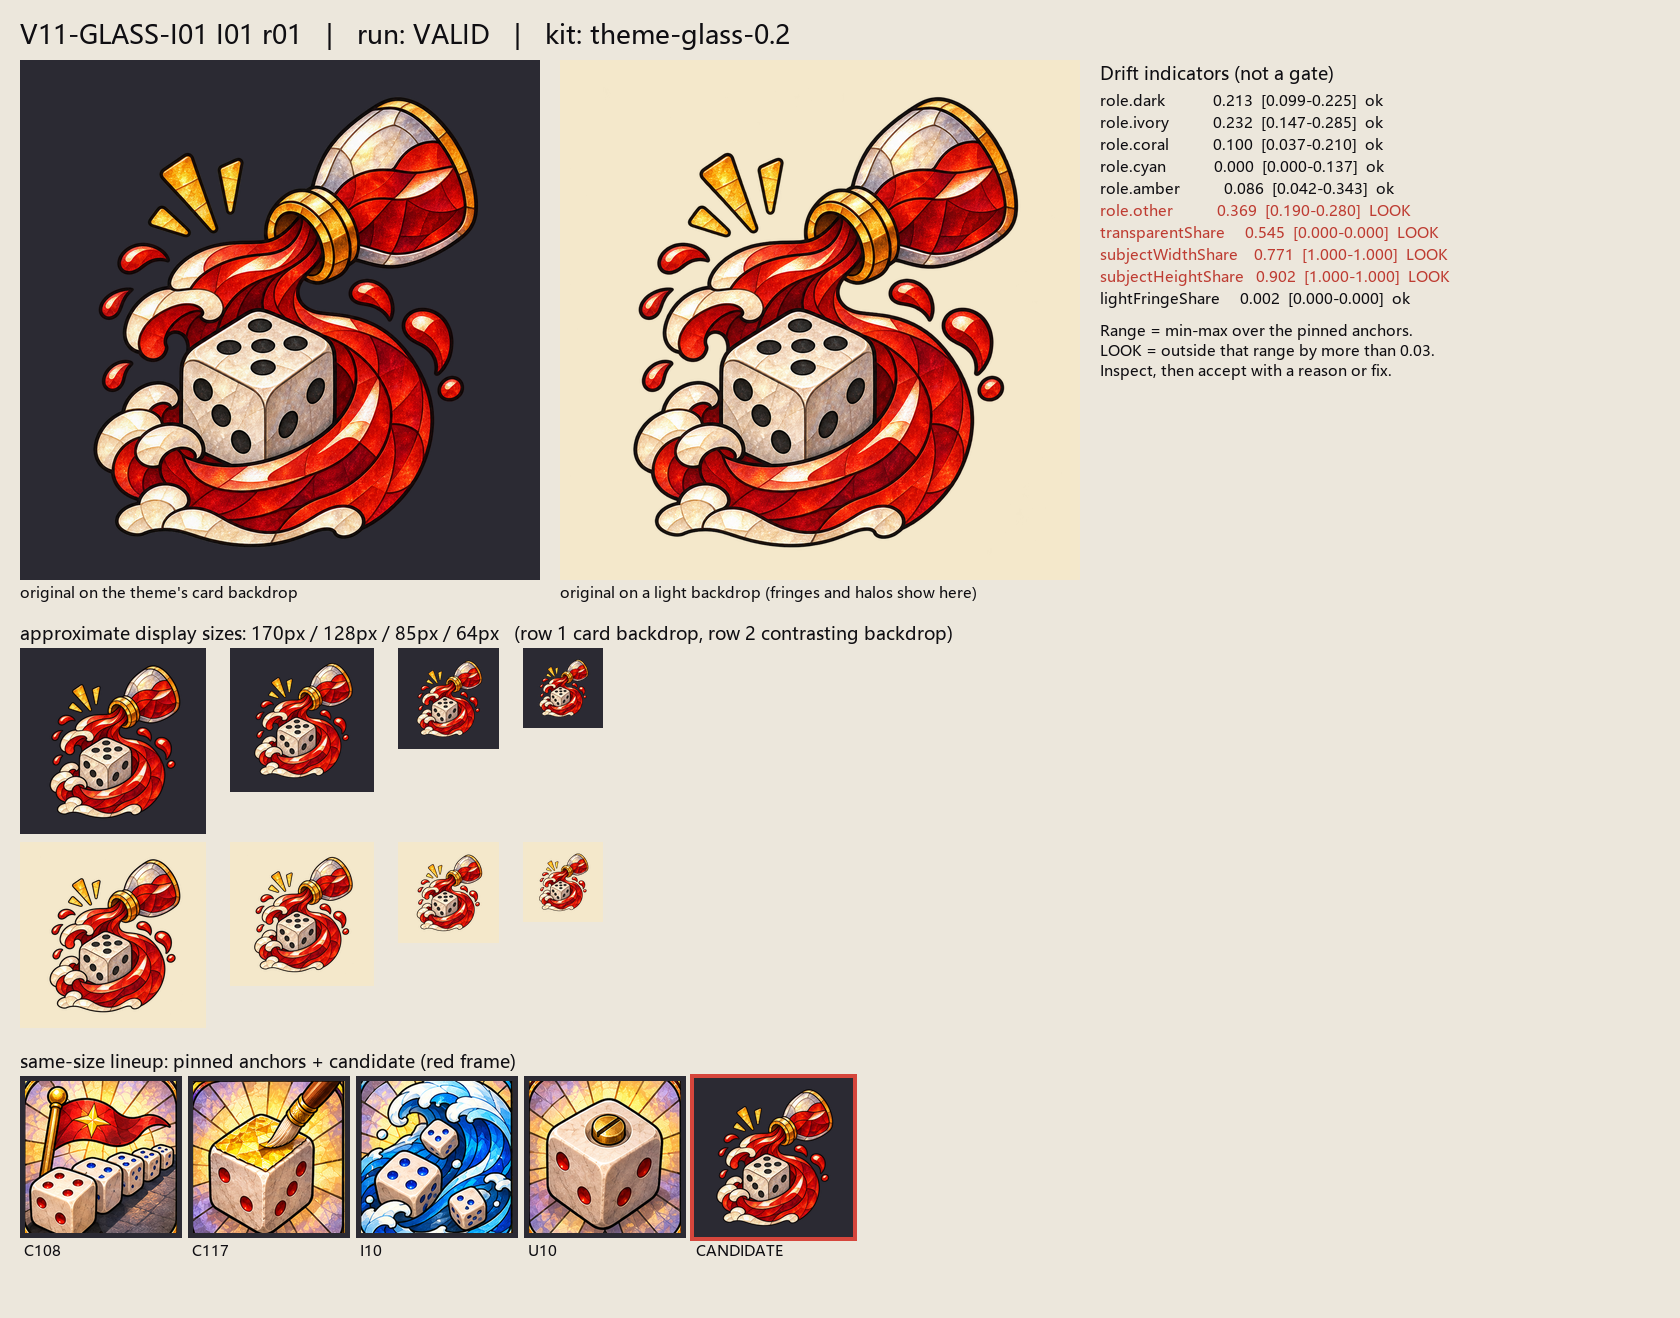 V11-GLASS-I01 I01 r01   |   run: VALID   |   kit: theme-glass-0.2
original on the theme's card backdrop
original on a light backdrop (fringes and halos show here)
Drift indicators (not a gate)
role.dark 0.213 [0.099-0.225] ok
role.ivory 0.232 [0.147-0.285] ok
role.coral 0.100 [0.037-0.210] ok
role.cyan 0.000 [0.000-0.137] ok
role.amber 0.086 [0.042-0.343] ok
role.other 0.369 [0.190-0.280] LOOK
transparentShare 0.545 [0.000-0.000] LOOK
subjectWidthShare 0.771 [1.000-1.000] LOOK
subjectHeightShare 0.902 [1.000-1.000] LOOK
lightFringeShare 0.002 [0.000-0.000] ok
Range = min-max over the pinned anchors.
LOOK = outside that range by more than 0.03.
Inspect, then accept with a reason or fix.
approximate display sizes: 170px / 128px / 85px / 64px   (row 1 card backdrop, row 2 contrasting backdrop)
same-size lineup: pinned anchors + candidate (red frame)
C108
C117
I10
U10
CANDIDATE